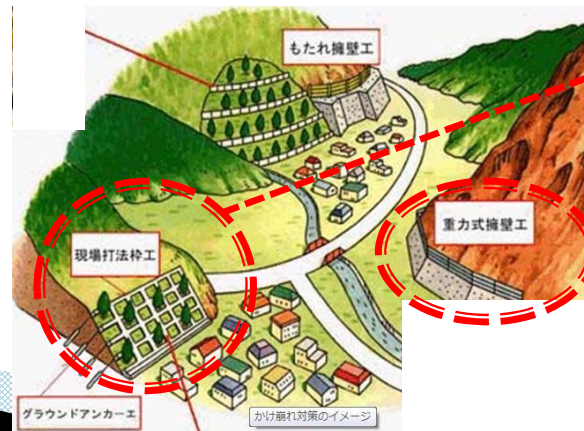 もたれ擁壁工
重力式擁壁工
現場打法枠工
グラウンドアンカー工
かけ崩れ対策のイメージ